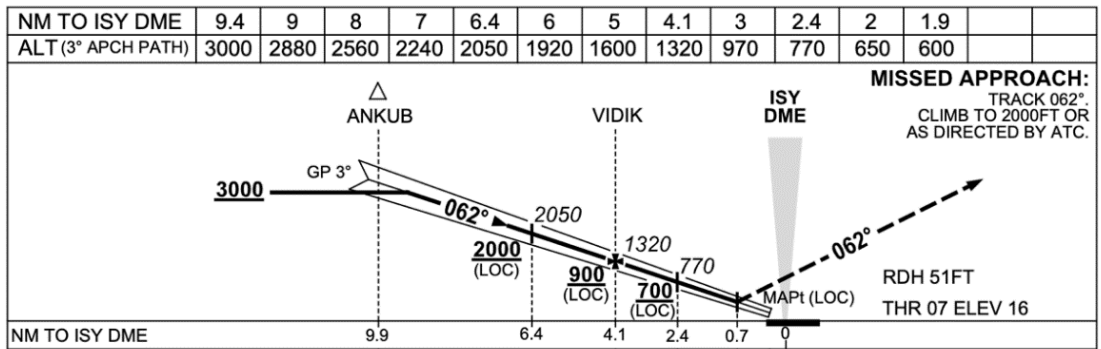 NM TO ISY DME 9.4 9 8 7 6.4 6 5 4.1 3 2.4 2 1.9
ALT (3° APCH PATH) 3000 2880 2560 2240 2050 1920 1600 1320 970 770 650 600
MISSED APPROACH:
TRACK 062°.
CLIMB TO 2000FT OR
AS DIRECTED BY ATC.
ANKUB
VIDIK
ISY
DME
GP 3°
3000
062°
2050
2000
(LOC)
1320
900
(LOC)
770
700
(LOC)
MAPt (LOC)
062°
RDH 51FT
THR 07 ELEV 16
NM TO ISY DME 9.9 6.4 4.1 2.4 0.7 0